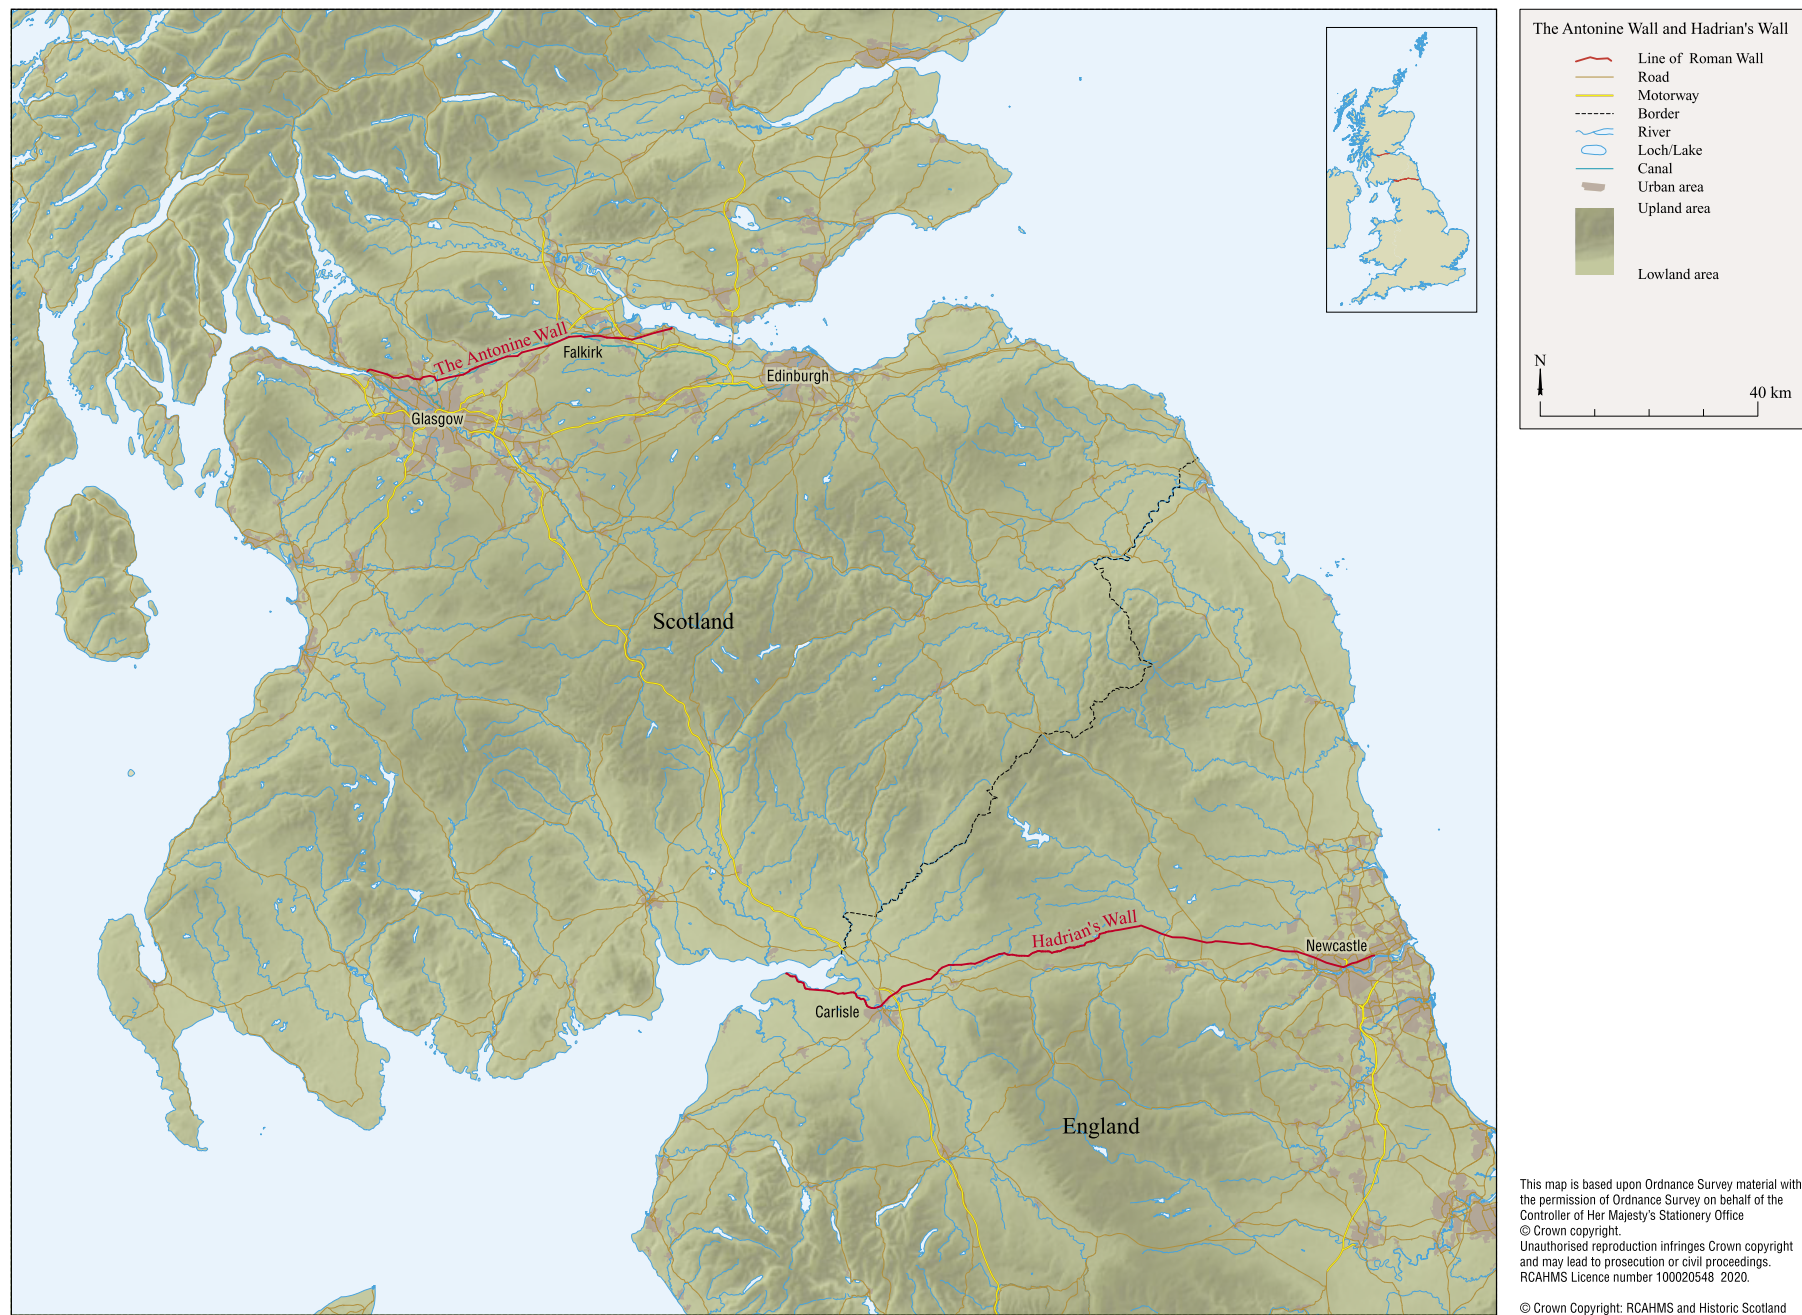 The Antonine Wall and Hadrian's Wall
Line of Roman Wall
Road
Motorway
Border
River
Loch/Lake
Canal
Urban area
Upland area
Lowland area
N
40 km
The Antonine Wall
Falkirk
Edinburgh
Glasgow
Scotland
Hadrian's Wall
Newcastle
Carlisle
England
This map is based upon Ordnance Survey material with
the permission of Ordnance Survey on behalf of the
Controller of Her Majesty's Stationery Office
© Crown copyright.
Unauthorised reproduction infringes Crown copyright
and may lead to prosecution or civil proceedings.
RCAHMS Licence number 100020548 2020.
© Crown Copyright: RCAHMS and Historic Scotland